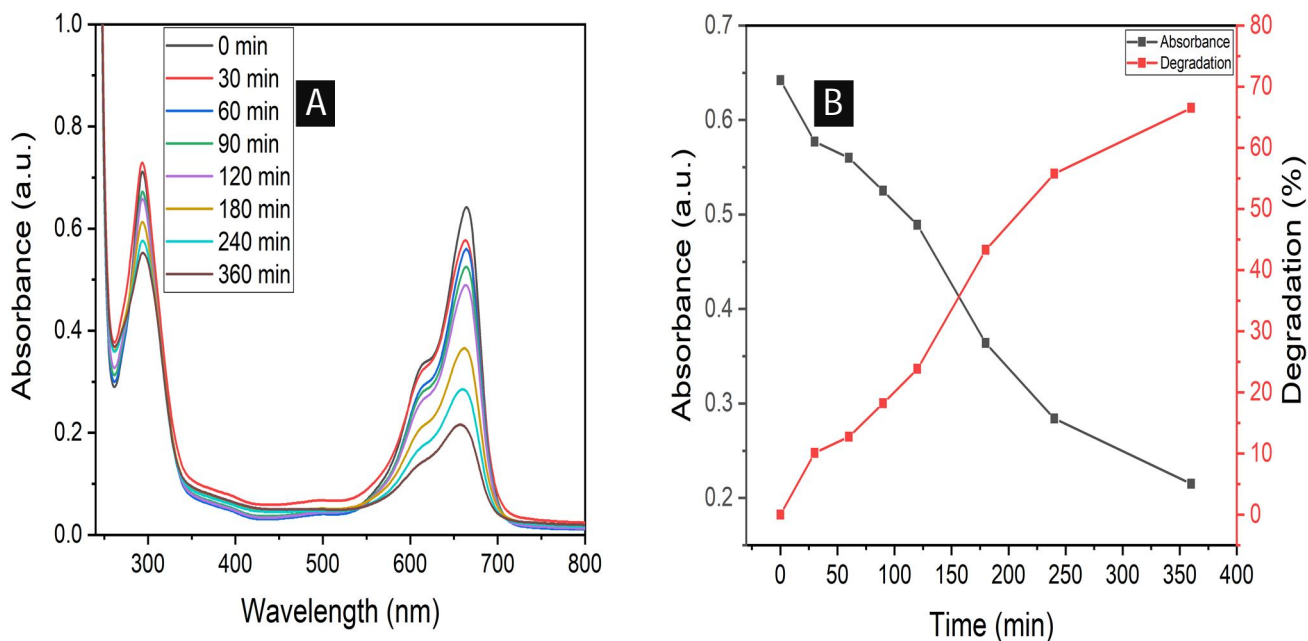 1.0
0.8
0.6
0.4
0.2
0.0
Absorbance (a.u.)
0 min
30 min
60 min
90 min
120 min
180 min
240 min
360 min
A
300 400 500 600 700 800
Wavelength (nm)
0.7
0.6
0.5
0.4
0.3
0.2
Absorbance (a.u.)
B
Absorbance
Degradation
80
70
60
50
40
30
20
10
0
Degradation (%)
0 50 100 150 200 250 300 350 400
Time (min)